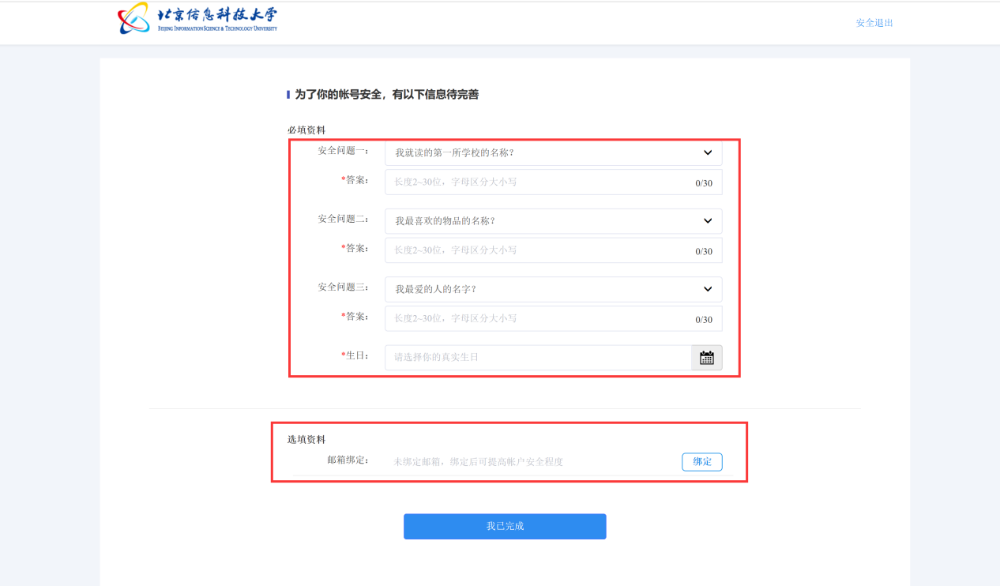 北京信息科技大学
BEIJING INFORMATION SCIENCE & TECHNOLOGY UNIVERSITY
安全退出
为了你的帐号安全，有以下信息待完善
必填资料
安全问题一： 我就读的第一所学校的名称？
*答案： 长度2~30位，字母区分大小写 0/30
安全问题二： 我最喜欢的物品的名称？
*答案： 长度2~30位，字母区分大小写 0/30
安全问题三： 我最爱的人的名字？
*答案： 长度2~30位，字母区分大小写 0/30
*生日： 请选择你的真实生日
选填资料
邮箱绑定： 未绑定邮箱，绑定后可提高帐户安全程度 绑定
我已完成